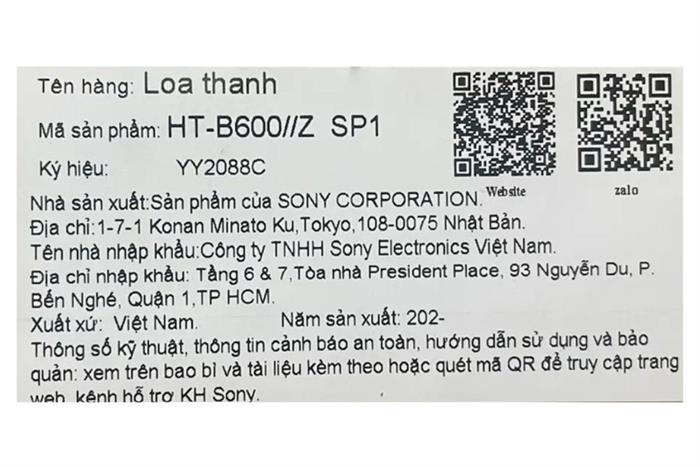 Tên hàng: Loa thanh
Mã sản phẩm: HT-B600//Z SP1
Ký hiệu: YY2088C
Website
zalo
Nhà sản xuất:Sản phẩm của SONY CORPORATION.
Địa chỉ:1-7-1 Konan Minato Ku,Tokyo,108-0075 Nhật Bản.
Tên nhà nhập khẩu:Công ty TNHH Sony Electronics Việt Nam.
Địa chỉ nhập khẩu: Tầng 6 & 7,Tòa nhà President Place, 93 Nguyễn Du, P.
Bến Nghé, Quận 1,TP HCM.
Xuất xứ: Việt Nam. Năm sản xuất: 202-
Thông số kỹ thuật, thông tin cảnh báo an toàn, hướng dẫn sử dụng và bảo
quản: xem trên bao bì và tài liệu kèm theo hoặc quét mã QR để truy cập trang
web, kênh hỗ trợ KH Sony.